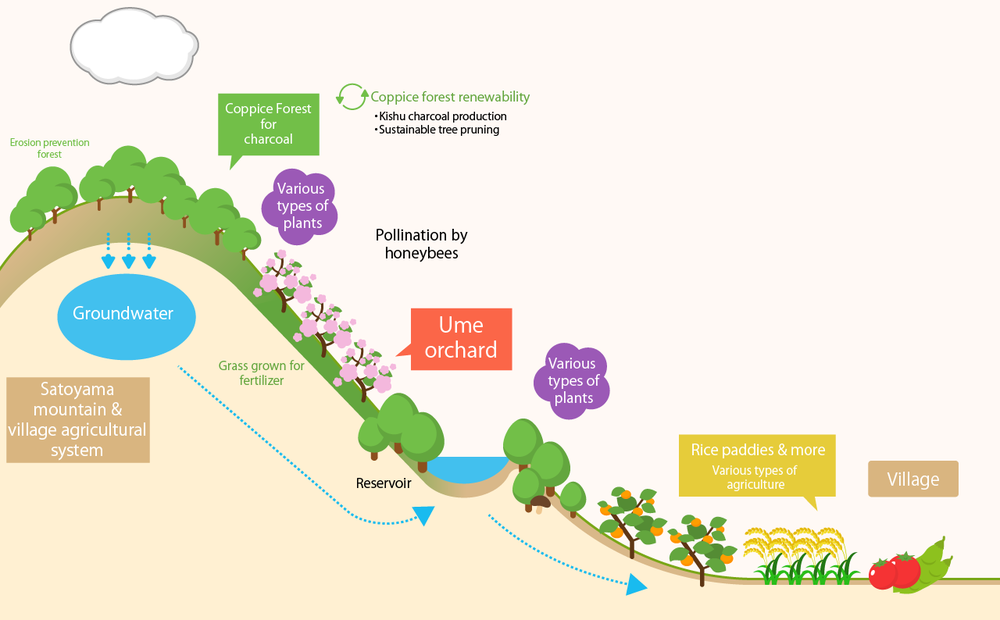 Erosion prevention
forest
Coppice Forest
for
charcoal
Coppice forest renewability
・Kishu charcoal production
・Sustainable tree pruning
Various
types of
plants
Pollination by
honeybees
Groundwater
Ume
orchard
Grass grown for
fertilizer
Various
types of
plants
Satoyama
mountain &
village agricultural
system
Reservoir
Rice paddies & more
Various types of
agriculture
Village